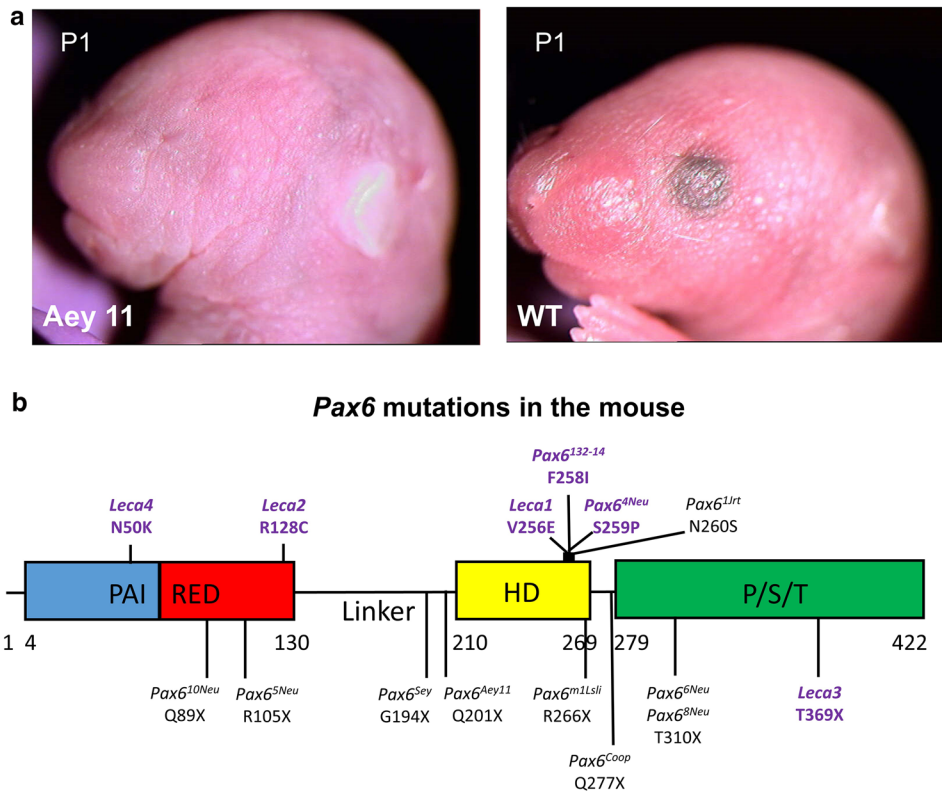 a
P1
Aey 11
P1
WT
b
Pax6 mutations in the mouse
Pax6132-14
F258I
Leca4
N50K
Leca2
R128C
Leca1
V256E
Pax64Neu
S259P
Pax61Jrt
N260S
PAI
RED
Linker
HD
P/S/T
1 4
130
210
269
279
422
Pax610Neu
Q89X
Pax65Neu
R105X
Pax6Sey
G194X
Pax6Aey11
Q201X
Pax6m1Lsli
R266X
Pax6Coop
Q277X
Pax66Neu
Pax68Neu
T310X
Leca3
T369X